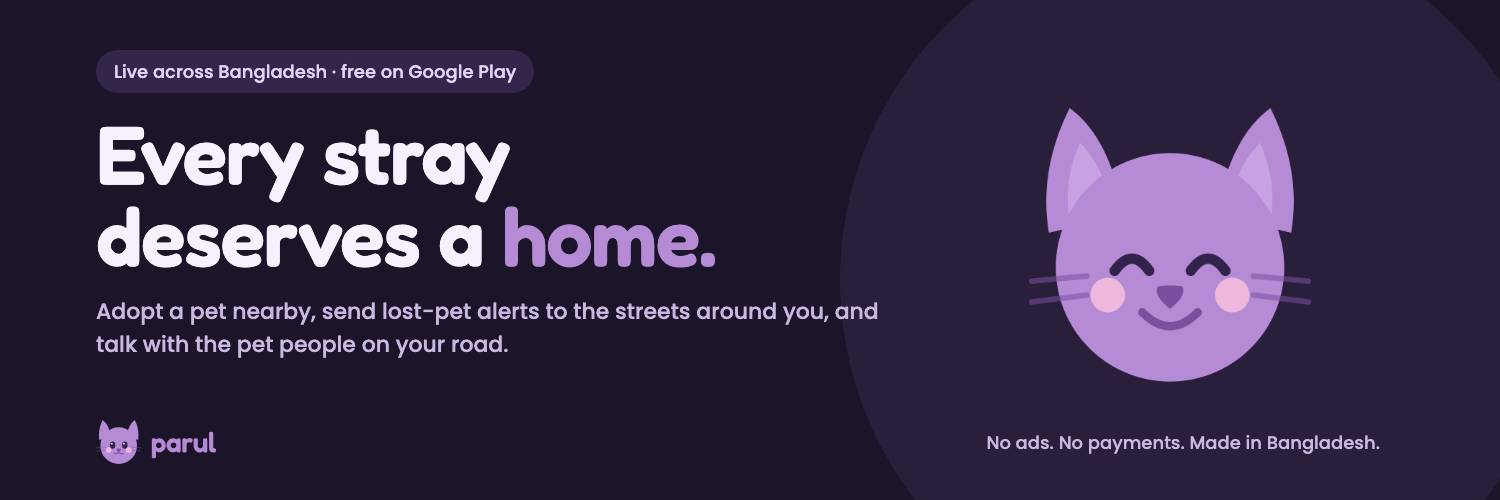 Live across Bangladesh · free on Google Play
Every stray
deserves a home.
Adopt a pet nearby, send lost-pet alerts to the streets around you, and
talk with the pet people on your road.
parul
No ads. No payments. Made in Bangladesh.